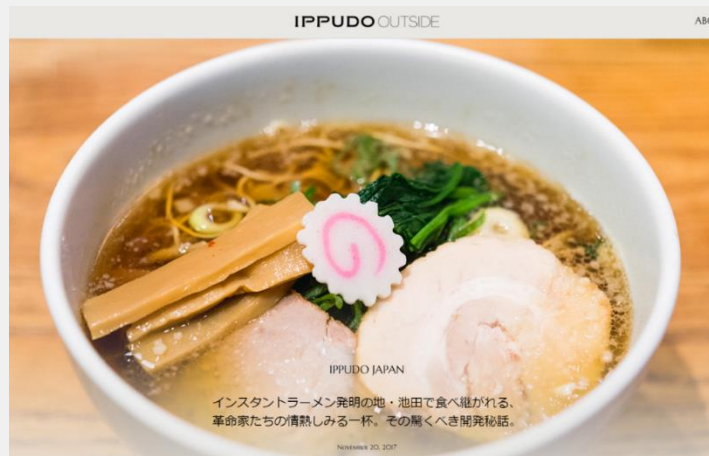 IPPUDO OUTSIDE
IPPUDO JAPAN
インスタントラーメン発明の地・池田で食べ継がれる、
革命家たちの情熱しみる一杯。その驚くべき開発秘話。
November 20, 2017